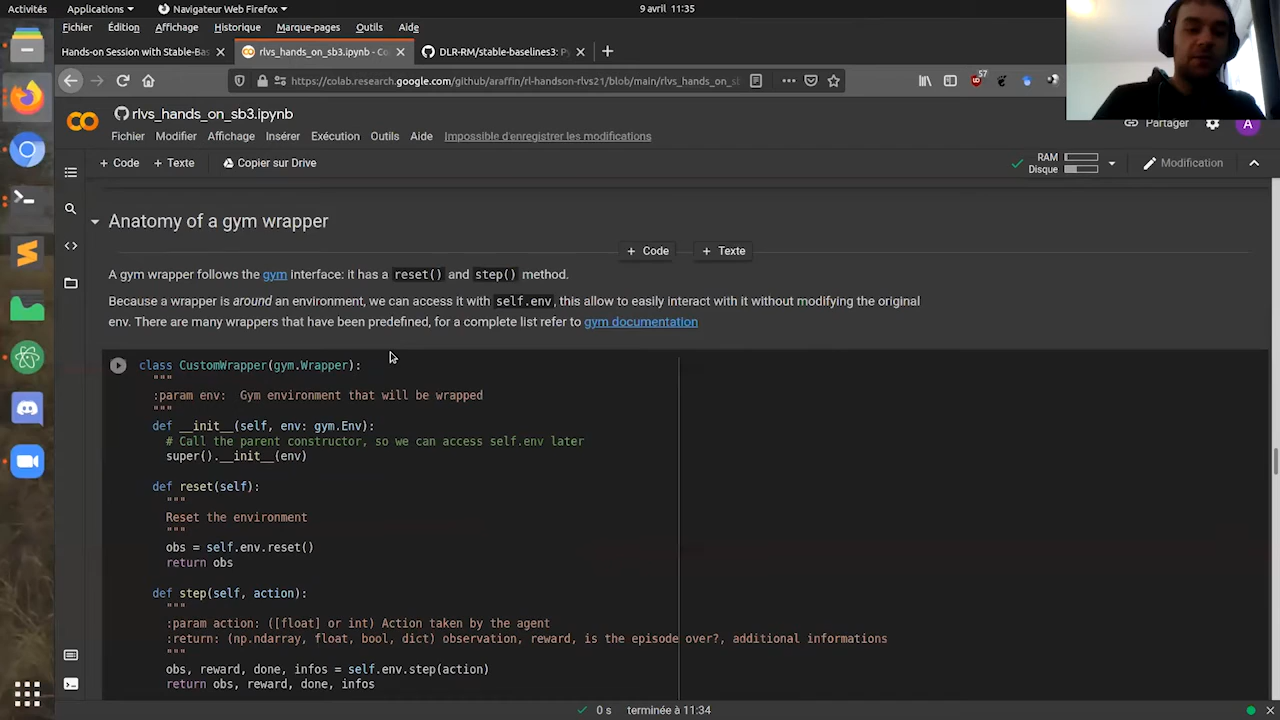 Activités Applications Navigateur Web Firefox 9 avril 11:35
Fichier Édition Affichage Historique Marque-pages Outils Aide
Hands-on Session with Stable-Bas rlvs_hands_on_sb3.ipynb - Co DLR-RM/stable-baselines3: Py
https://colab.research.google.com/github/araffin/rl-handson-rlvs21/blob/main/rlvs_hands_on_sb 57
rlvs_hands_on_sb3.ipynb
Partager A
Fichier Modifier Affichage Insérer Exécution Outils Aide Impossible d'enregistrer les modifications
+ Code + Texte Copier sur Drive RAM Disque Modification
Anatomy of a gym wrapper
+ Code + Texte
A gym wrapper follows the gym interface: it has a reset() and step() method.
Because a wrapper is around an environment, we can access it with self.env, this allow to easily interact with it without modifying the original
env. There are many wrappers that have been predefined, for a complete list refer to gym documentation
class CustomWrapper(gym.Wrapper):
"""
:param env: Gym environment that will be wrapped
"""
def __init__(self, env: gym.Env):
# Call the parent constructor, so we can access self.env later
super().__init__(env)
def reset(self):
"""
Reset the environment
"""
obs = self.env.reset()
return obs
def step(self, action):
"""
:param action: ([float] or int) Action taken by the agent
:return: (np.ndarray, float, bool, dict) observation, reward, is the episode over?, additional informations
"""
obs, reward, done, infos = self.env.step(action)
return obs, reward, done, infos
0 s terminée à 11:34